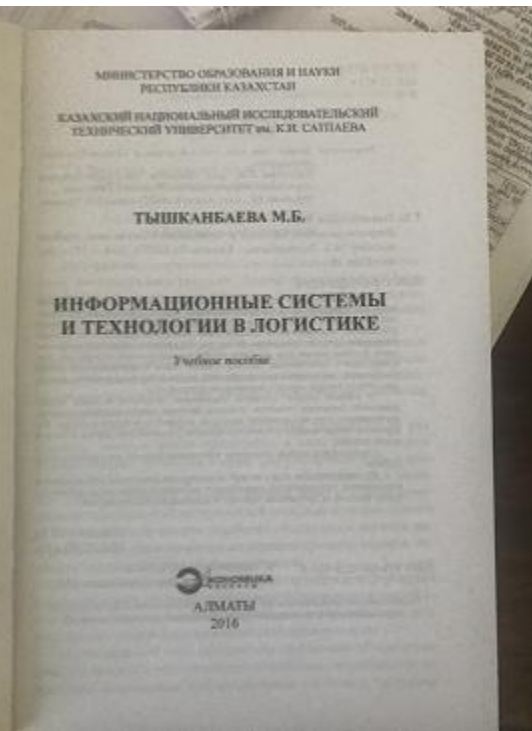 МИНИСТЕРСТВО ОБРАЗОВАНИЯ И НАУКИ
РЕСПУБЛИКИ КАЗАХСТАН
КАЗАХСКИЙ НАЦИОНАЛЬНЫЙ ИССЛЕДОВАТЕЛЬСКИЙ
ТЕХНИЧЕСКИЙ УНИВЕРСИТЕТ им. К.И. САТПАЕВА
ТЫШКАНБАЕВА М.Б.
ИНФОРМАЦИОННЫЕ СИСТЕМЫ
И ТЕХНОЛОГИИ В ЛОГИСТИКЕ
Учебное пособие
ЭКОНОМИКА
АЛМАТЫ
2016